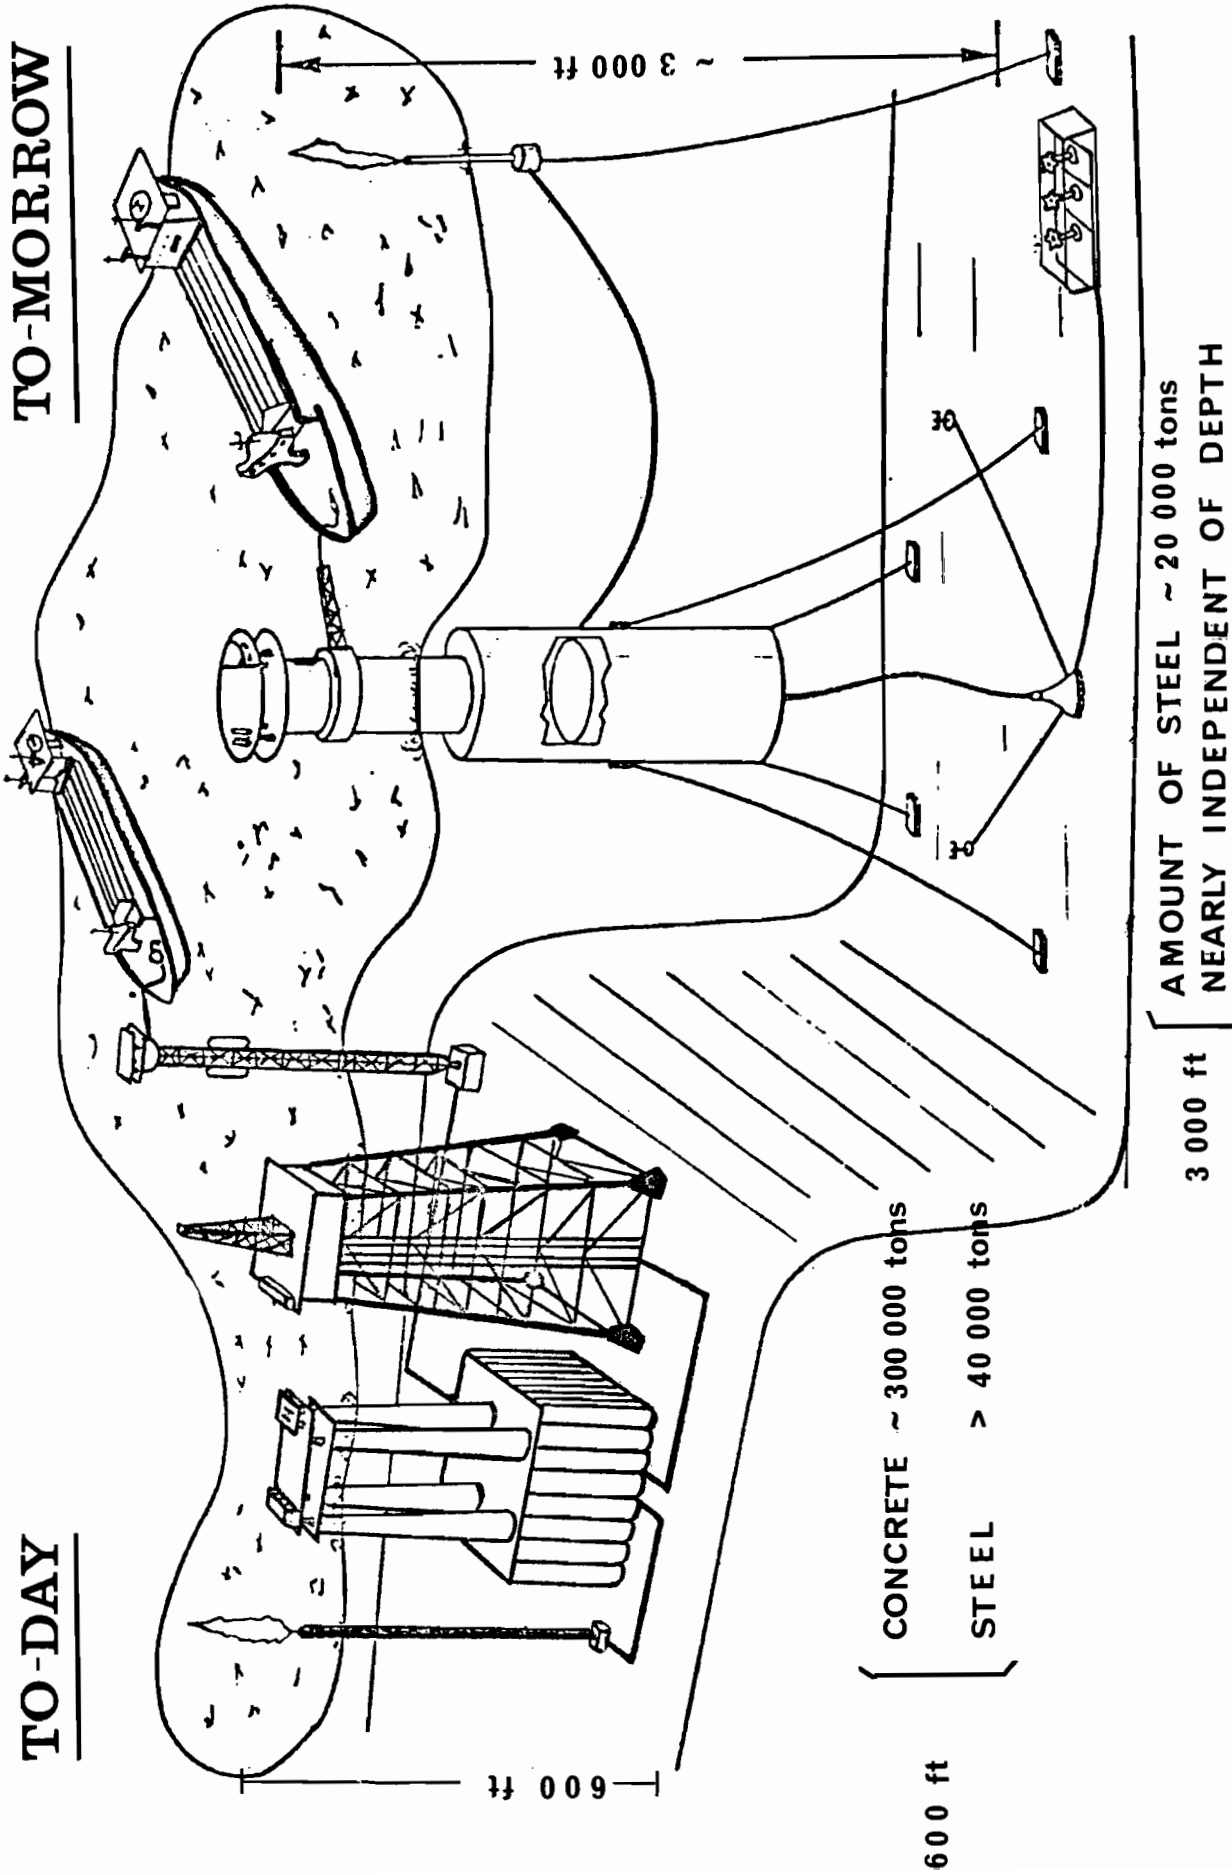 TO-DAY
TO-MORROW
600 ft
~ 3 000 ft
600 ft
CONCRETE ~ 300 000 tons
STEEL > 40 000 tons
3 000 ft
AMOUNT OF STEEL ~ 20 000 tons
NEARLY INDEPENDENT OF DEPTH
H